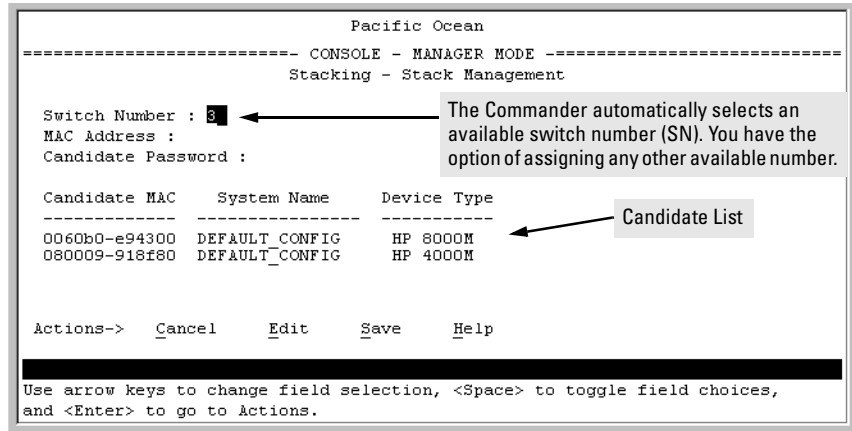 Pacific Ocean
==========================- CONSOLE - MANAGER MODE -============================
Stacking - Stack Management
Switch Number : 3
The Commander automatically selects an
available switch number (SN). You have the
option of assigning any other available number.
MAC Address :
Candidate Password :
Candidate MAC System Name Device Type
------------- ---------------- -----------
Candidate List
0060b0-e94300 DEFAULT_CONFIG HP 8000M
080009-918f80 DEFAULT_CONFIG HP 4000M
Actions-> Cancel Edit Save Help
Use arrow keys to change field selection, <Space> to toggle field choices,
and <Enter> to go to Actions.